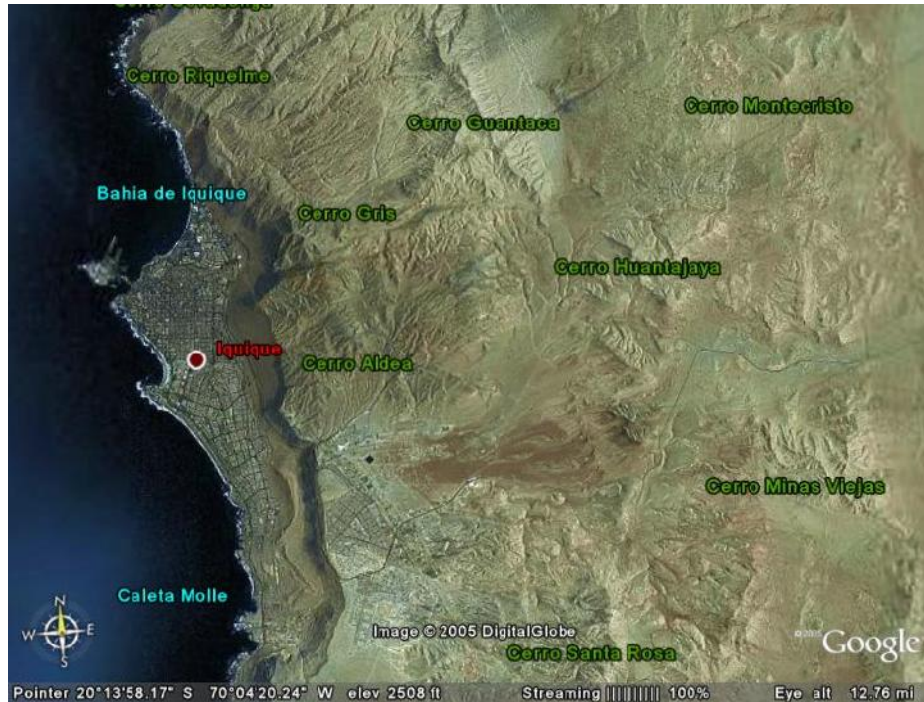 Cerro Riquelme
Cerro Montecristo
Cerro Guantaca
Bahia de Iquique
Cerro Gris
Cerro Huantajaya
Iquique
Cerro Aldea
Cerro Minas Viejas
Caleta Molle
N
W E
S
Image © 2005 DigitalGlobe
Google
Cerro Santa Rosa
Pointer 20°13'58.17" S 70°04'20.24" W elev 2508 ft Streaming ||||||||| 100% Eye alt 12.76 mi